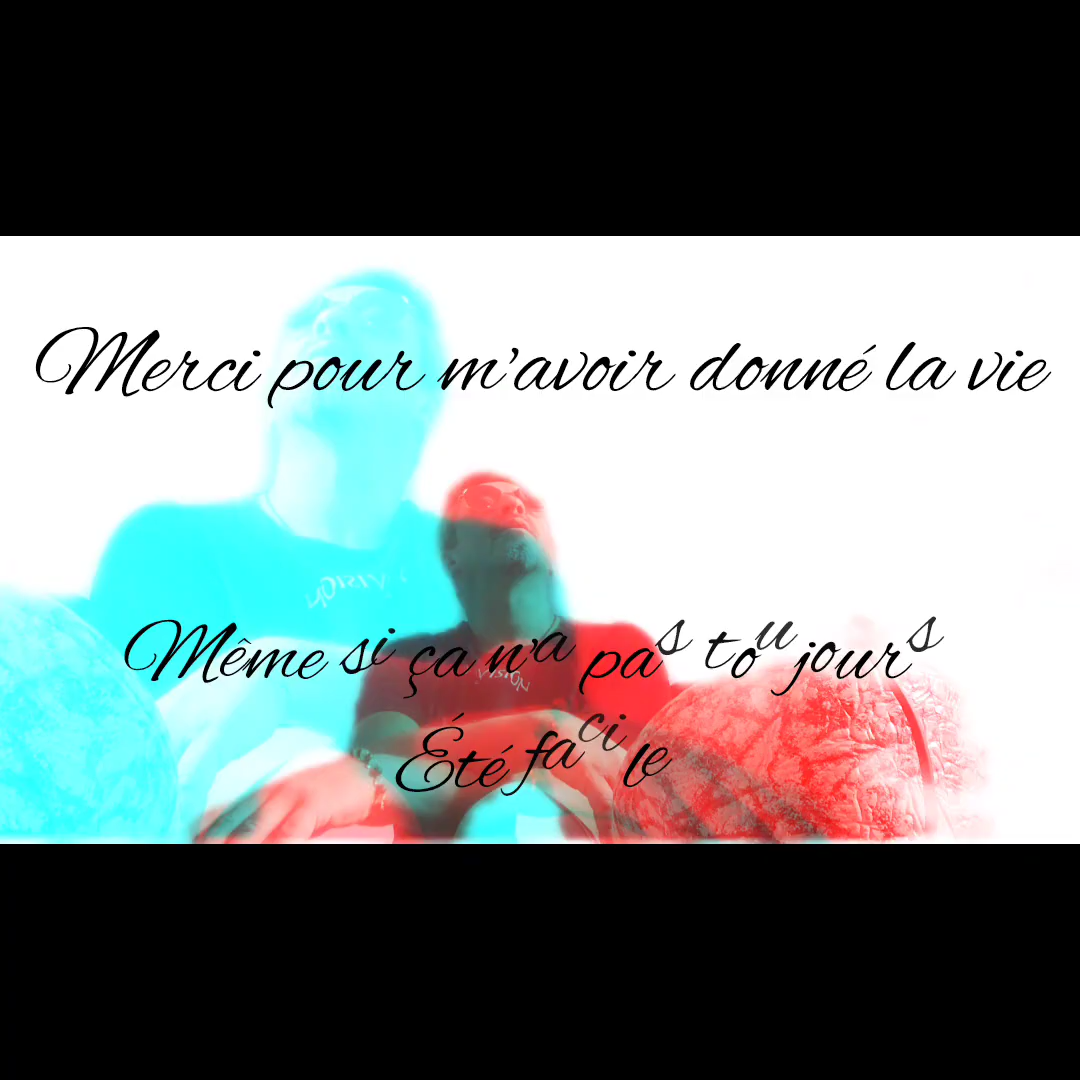 Merci pour m'avoir donné la vie
Même si ça n'a pas toujours
Été facile